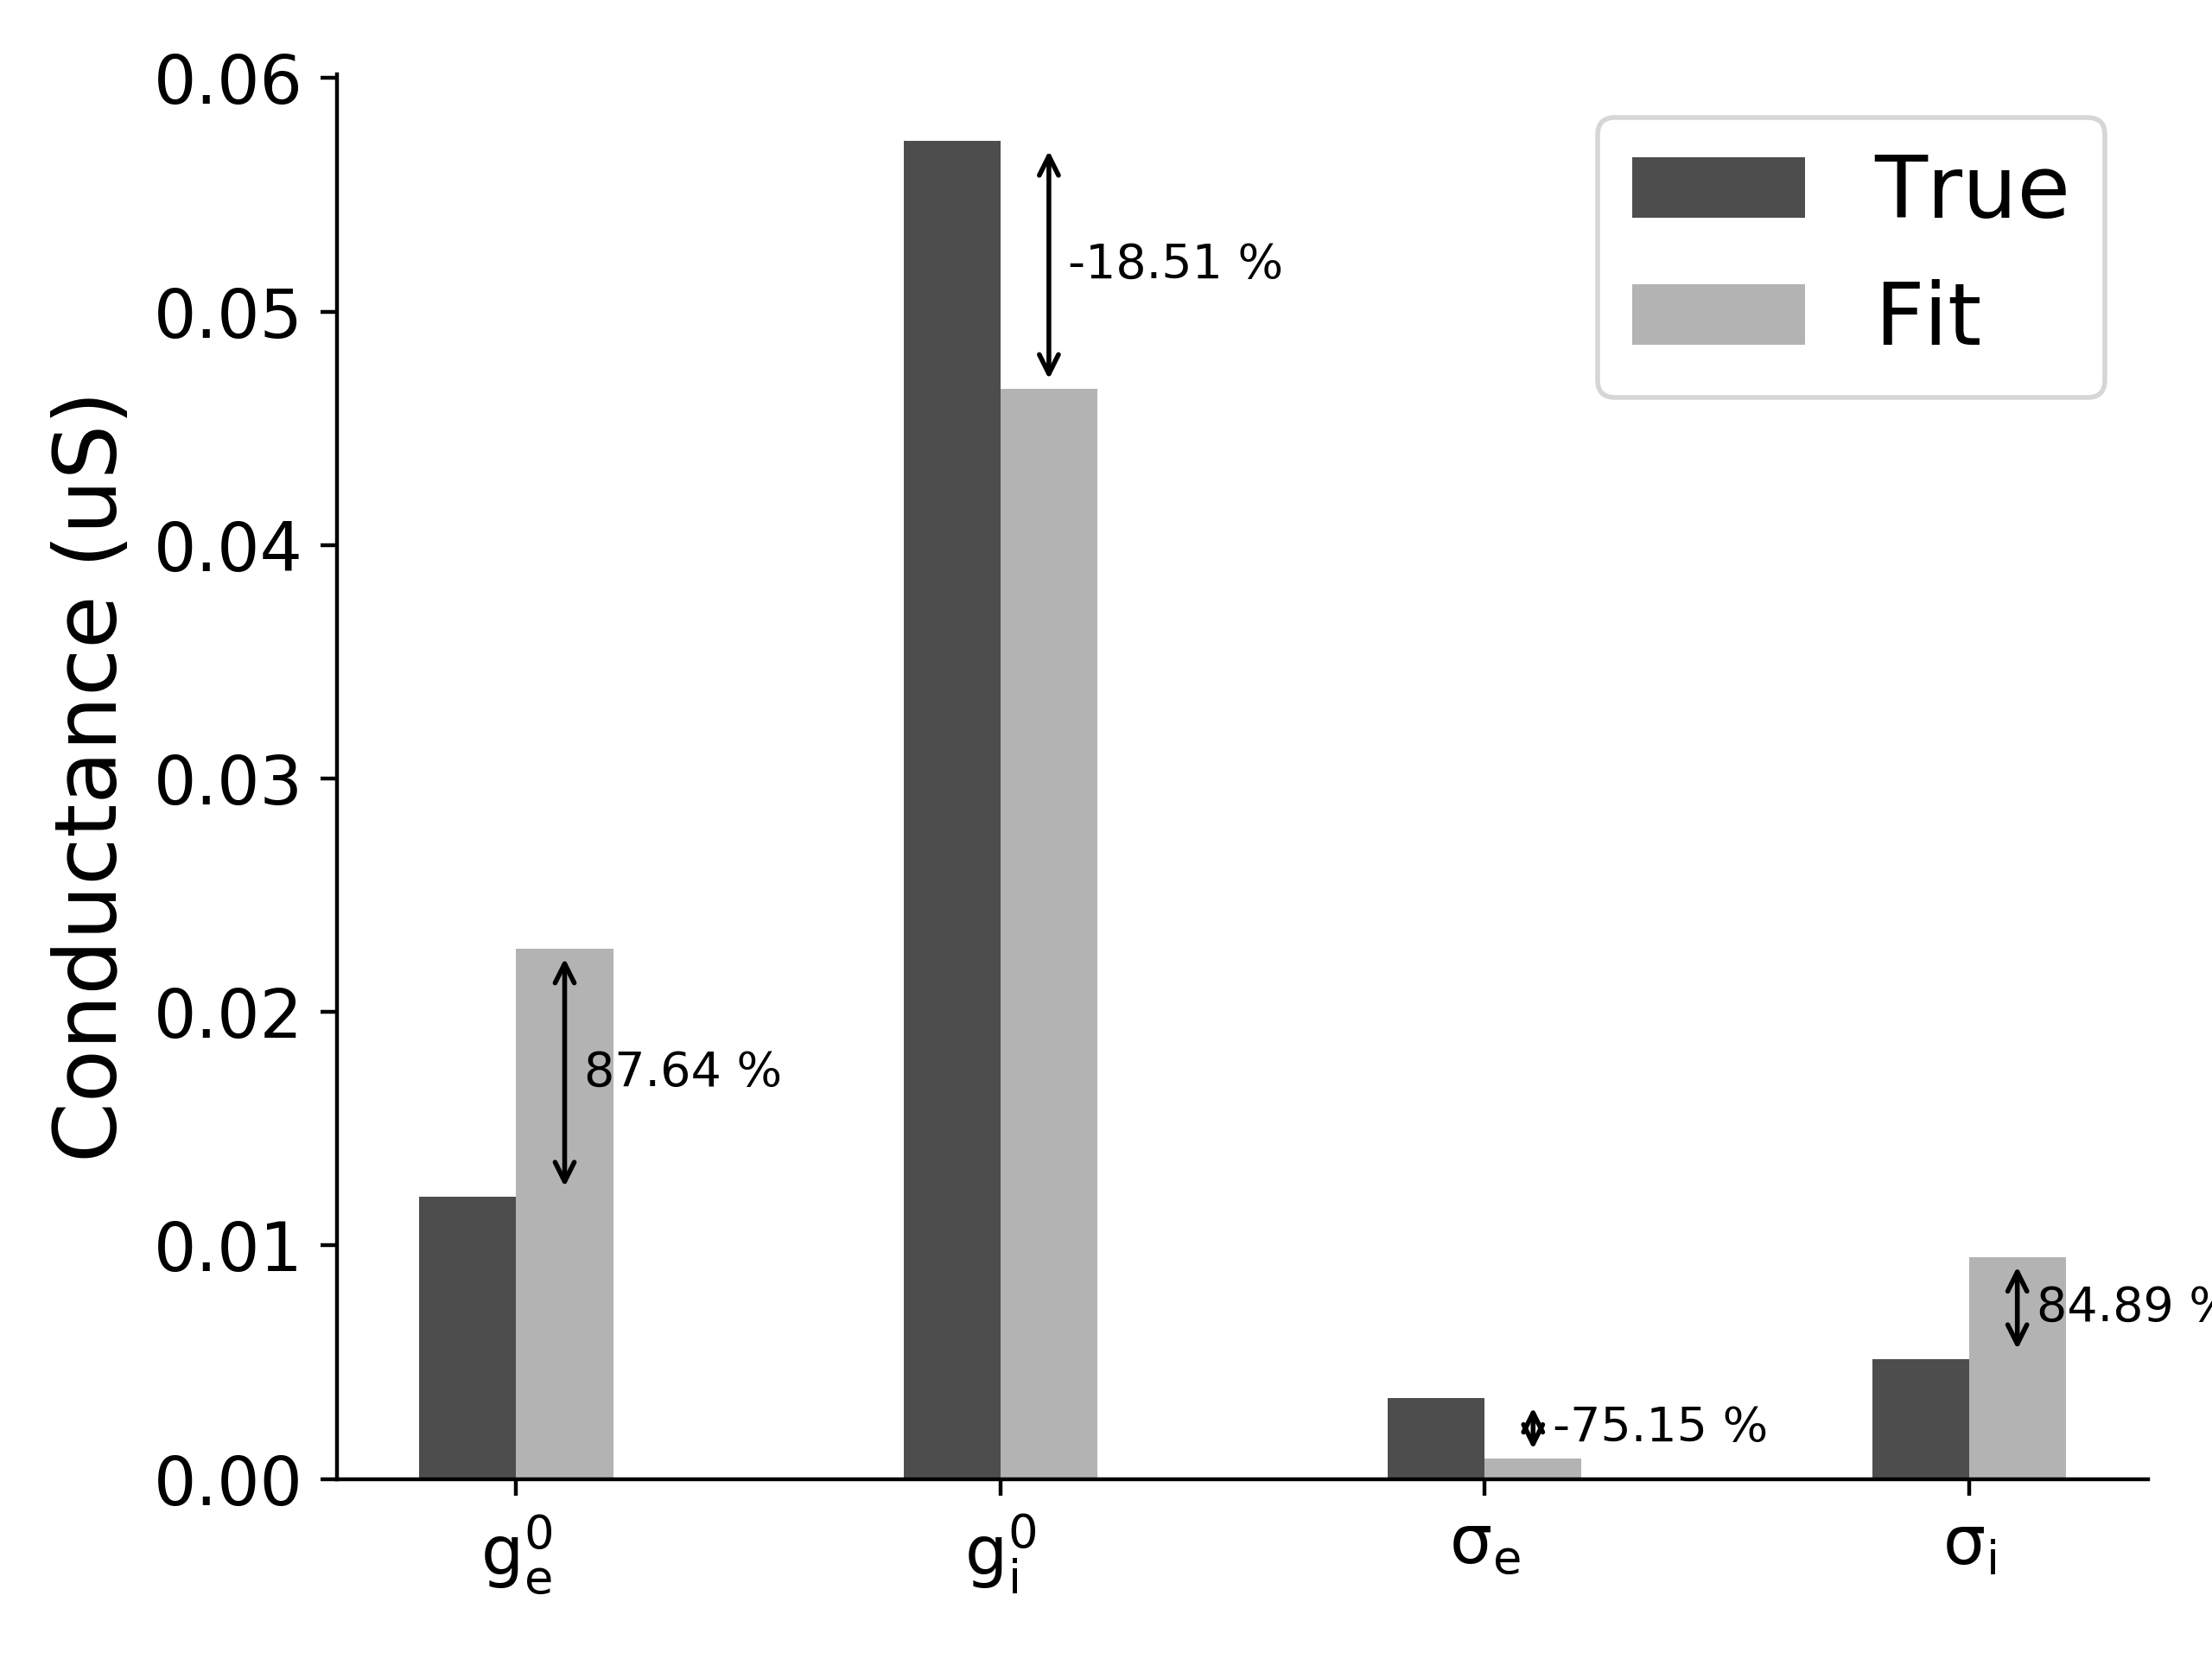 0.06
0.05
0.04
0.03
0.02
0.01
0.00
Conductance (uS)
True
Fit
-18.51 %
87.64 %
-75.15 %
84.89 %
g⁰ₑ
g⁰ᵢ
σₑ
σᵢ